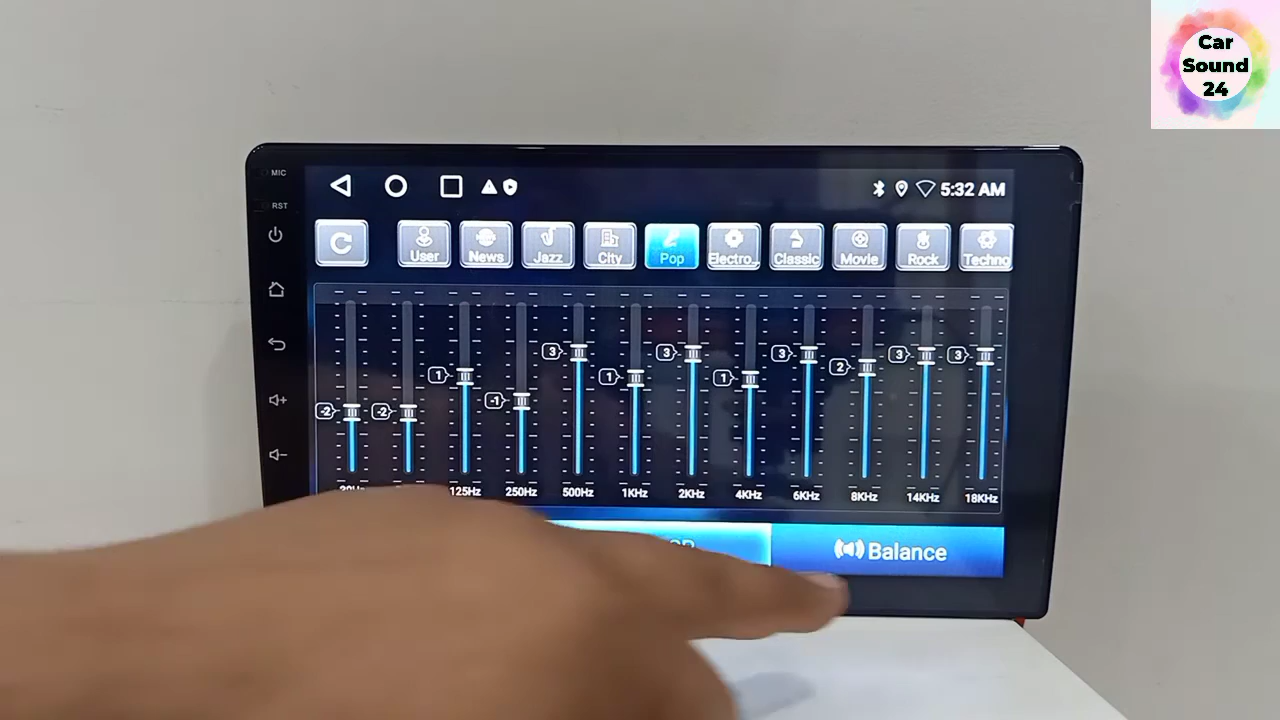 Car
Sound
24
MIC
RST
5:32 AM
User
News
Jazz
City
Pop
Electro...
Classic
Movie
Rock
Techno
-2
-2
1
-1
3
1
3
1
3
2
3
3
125Hz
250Hz
500Hz
1KHz
2KHz
4KHz
6KHz
8KHz
14KHz
18KHz
Balance